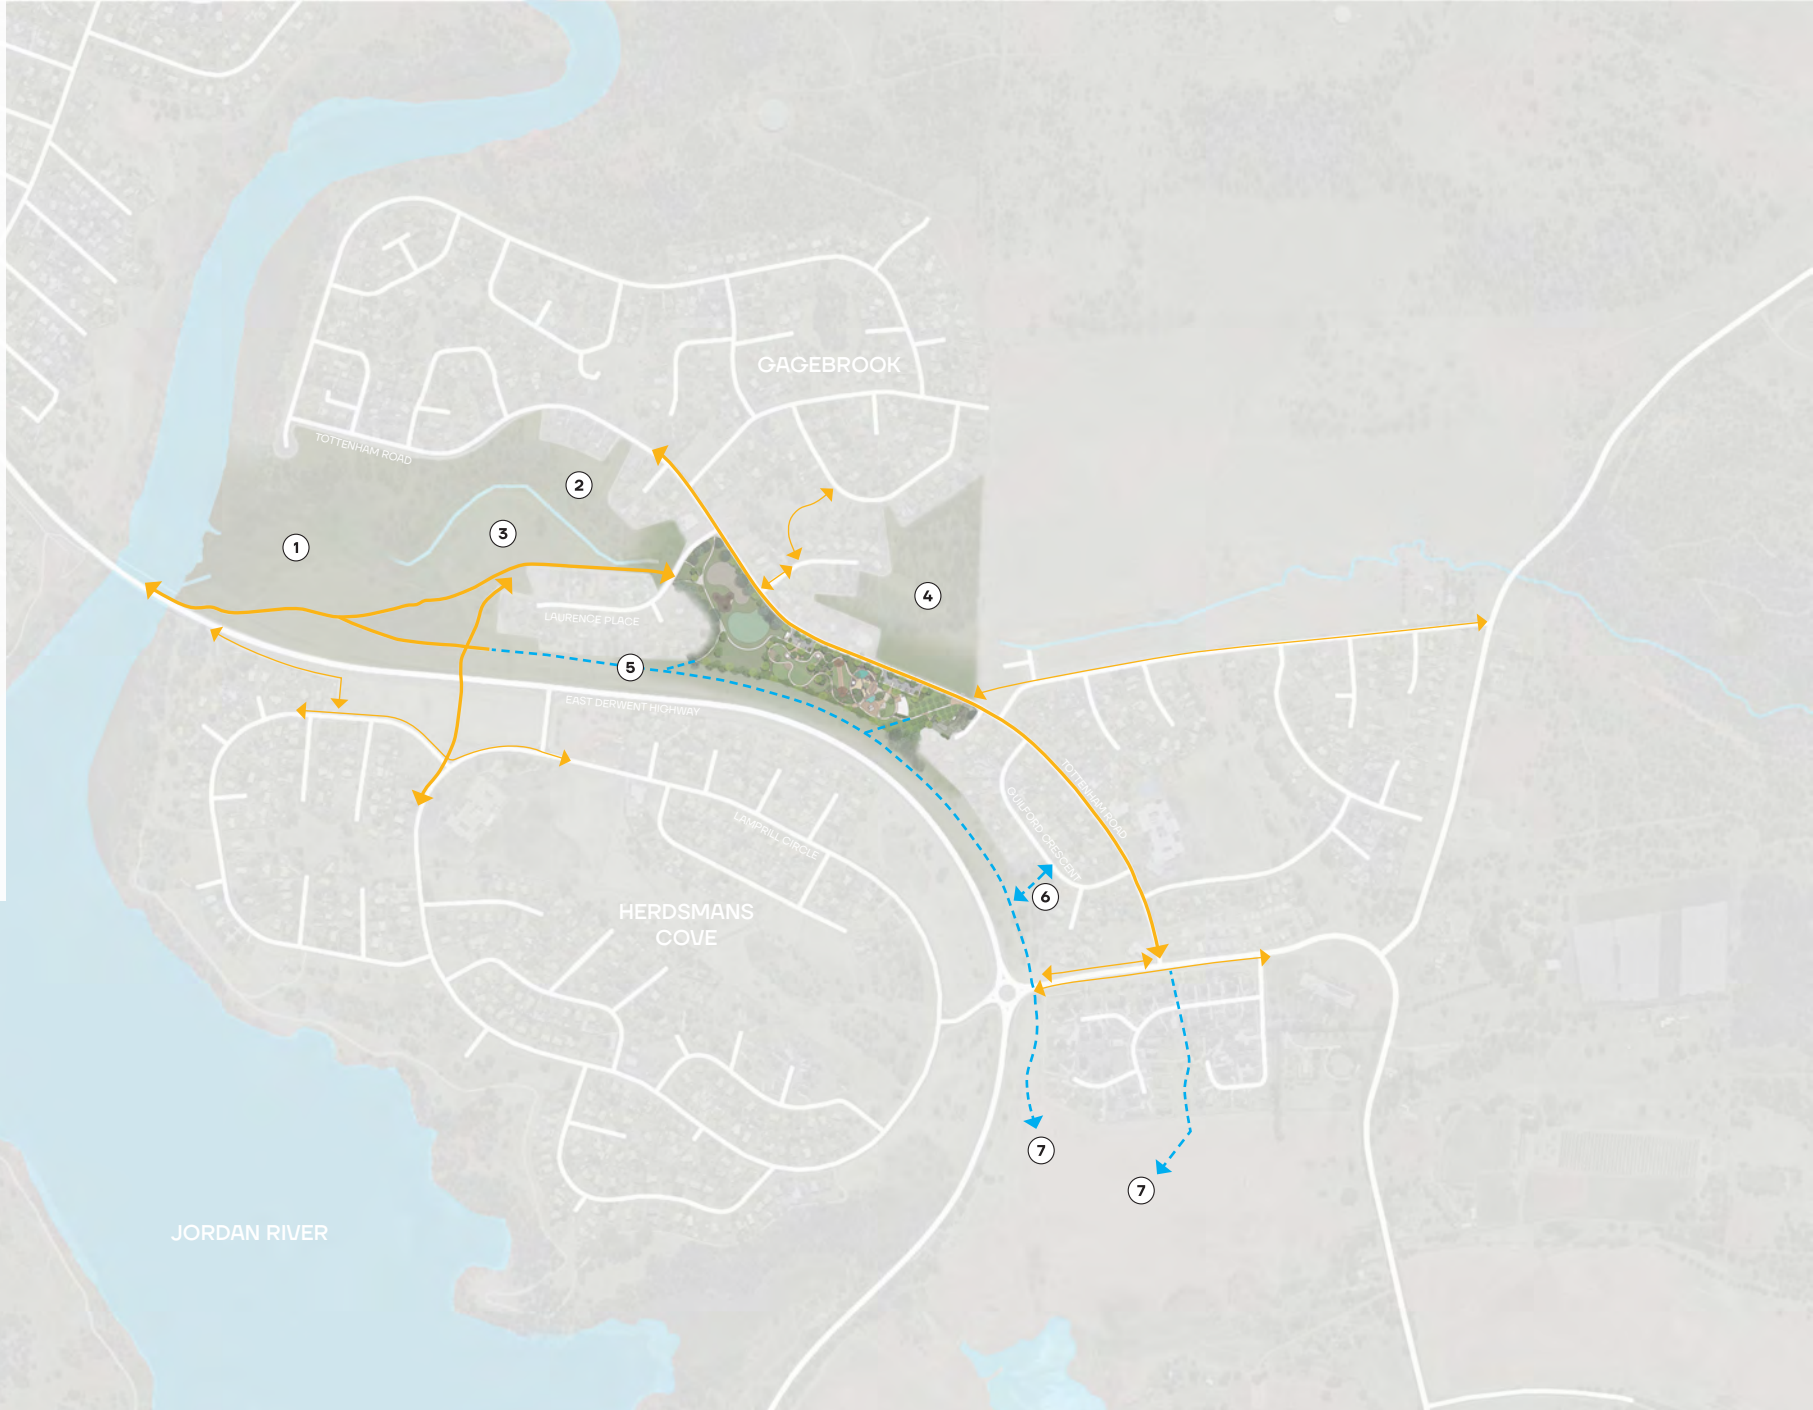 GAGEBROOK
TOTTENHAM ROAD
2
3
1
4
LAURENCE PLACE
5
EAST DERWENT HIGHWAY
TOTTENHAM ROAD
GUILFORD CRESCENT
LAMPRILL CIRCLE
6
HERDSMANS
COVE
7
7
JORDAN RIVER